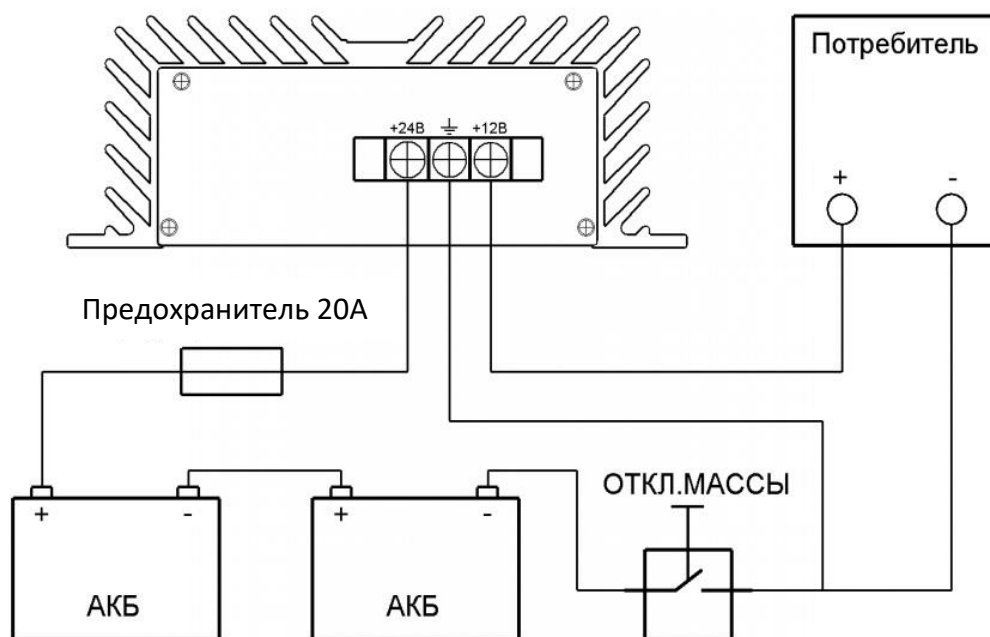 Потребитель
+24В +12В
+ -
Предохранитель 20А
ОТКЛ.МАССЫ
+ - + -
АКБ АКБ